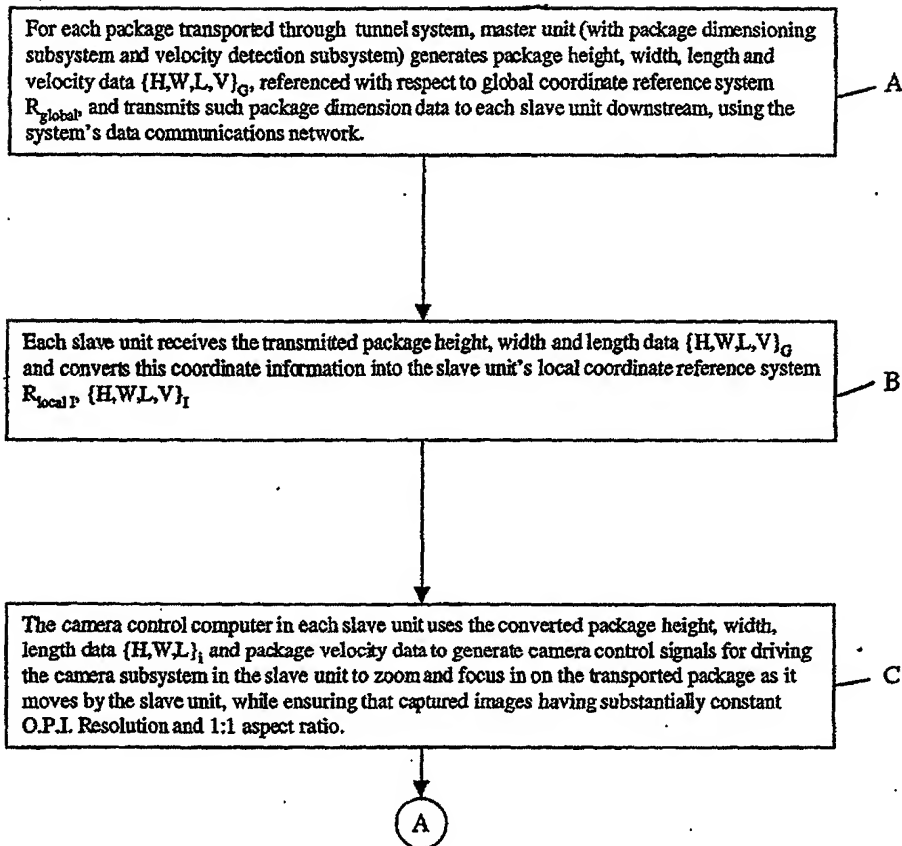 For each package transported through tunnel system, master unit (with package dimensioning
subsystem and velocity detection subsystem) generates package height, width, length and
velocity data {H,W,L,V}G, referenced with respect to global coordinate reference system
Rglobal, and transmits such package dimension data to each slave unit downstream, using the
system's data communications network.
A
Each slave unit receives the transmitted package height, width and length data {H,W,L,V}G
and converts this coordinate information into the slave unit's local coordinate reference system
Rlocal I, {H,W,L,V}I
B
The camera control computer in each slave unit uses the converted package height, width,
length data {H,W,L}i and package velocity data to generate camera control signals for driving
the camera subsystem in the slave unit to zoom and focus in on the transported package as it
moves by the slave unit, while ensuring that captured images having substantially constant
O.P.I. Resolution and 1:1 aspect ratio.
C
A